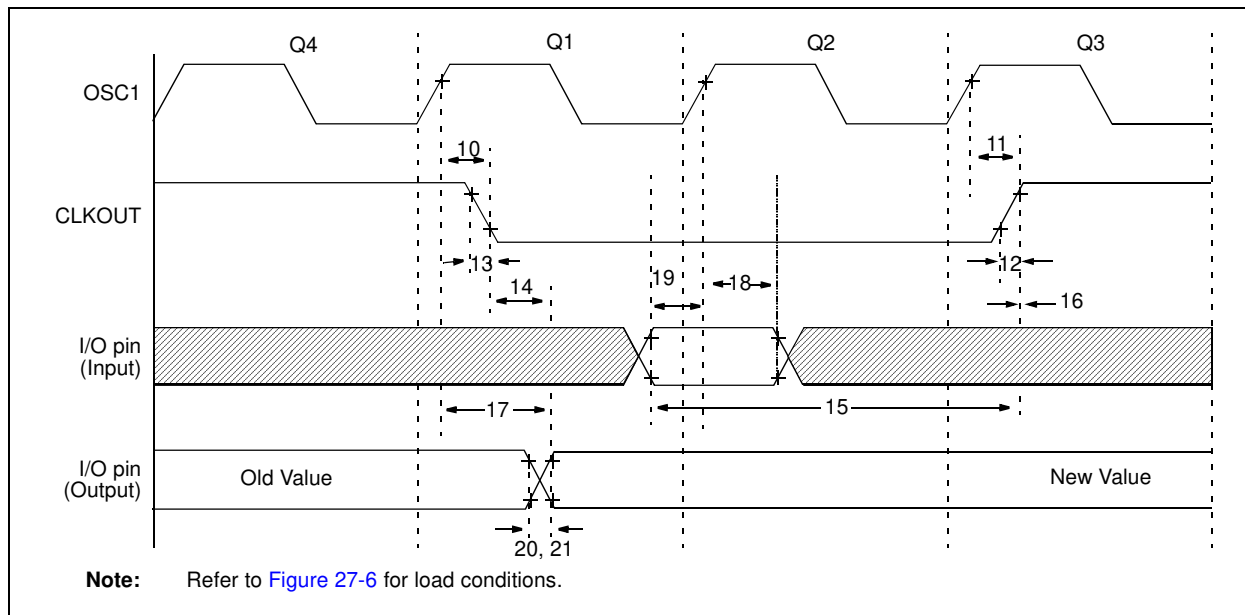 Q4 Q1 Q2 Q3
OSC1
10 11
CLKOUT
13 12
14 19 18 16
I/O pin
(Input)
17 15
I/O pin
(Output)
Old Value New Value
20, 21
Note: Refer to Figure 27-6 for load conditions.